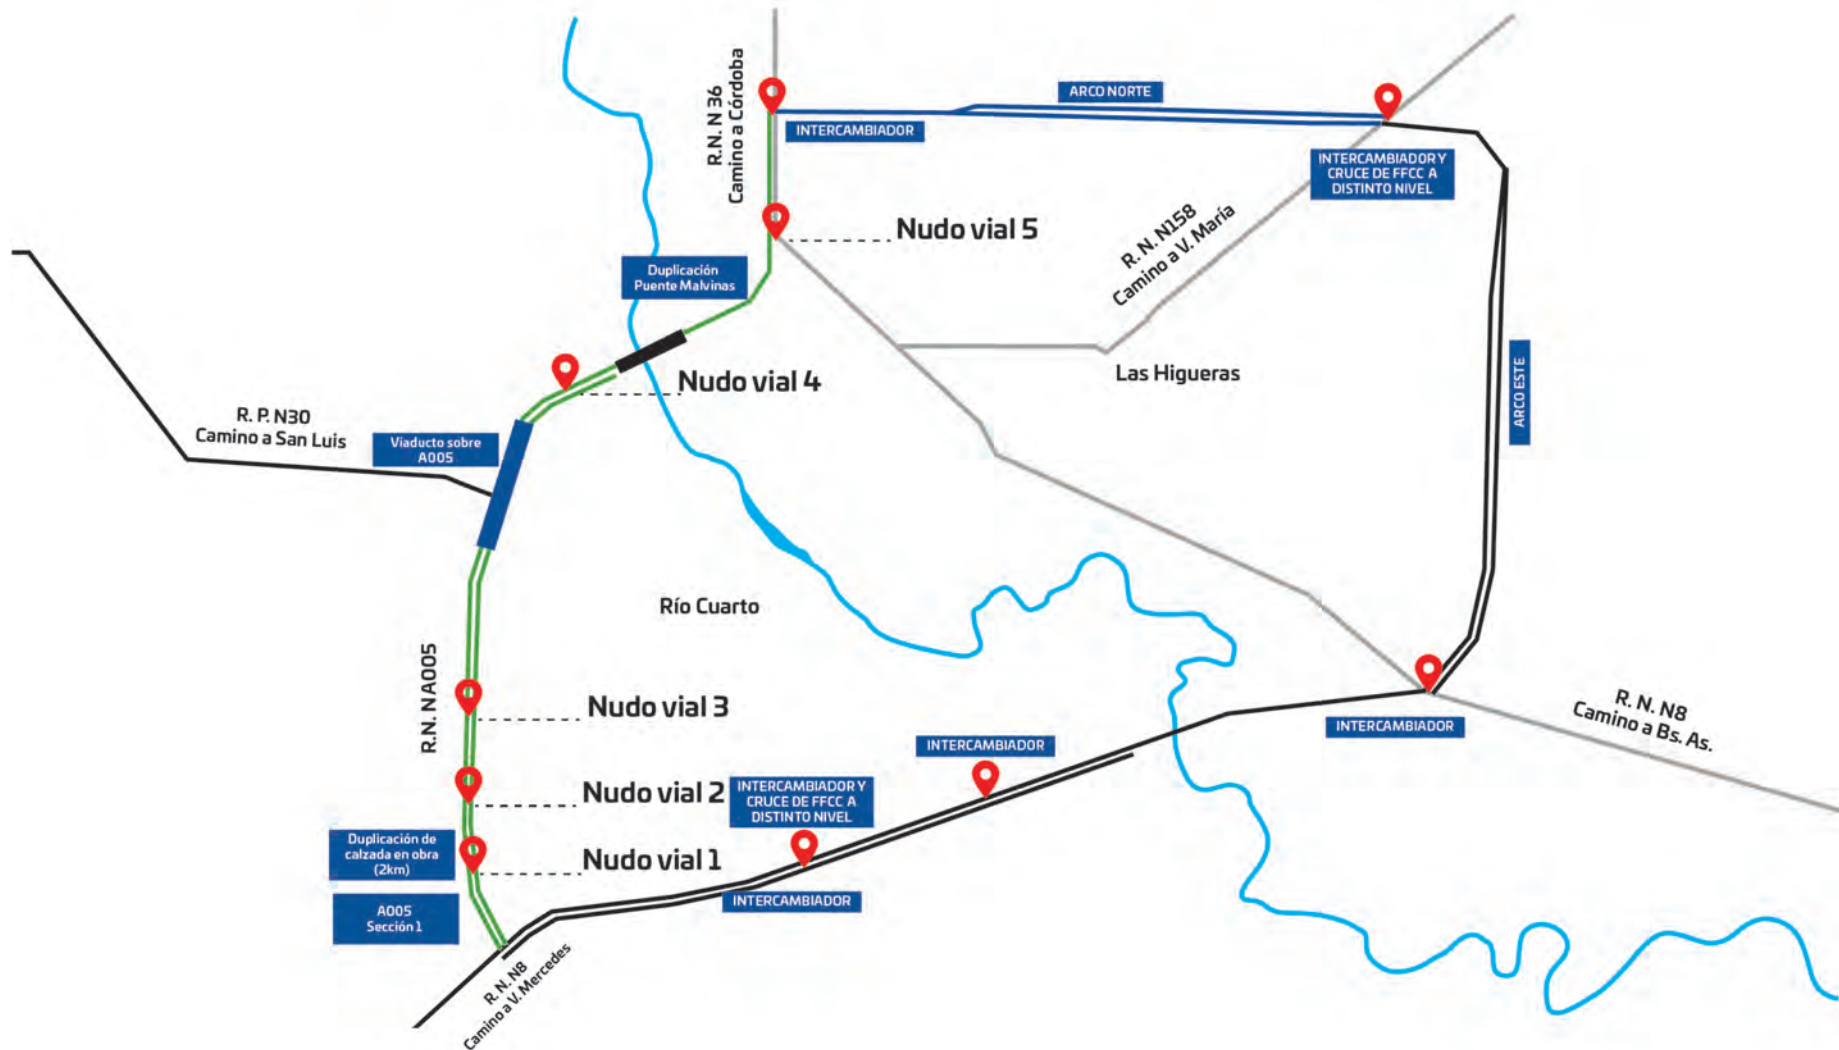 R.N. N 36
Camino a Córdoba
ARCO NORTE
INTERCAMBIADOR
INTERCAMBIADOR Y
CRUCE DE FFCC A
DISTINTO NIVEL
Nudo vial 5
R. N. N158
Camino a V. María
Duplicación
Puente Malvinas
Nudo vial 4
Las Higueras
ARCO ESTE
R. P. N30
Camino a San Luis
Viaducto sobre
A005
Río Cuarto
R.N. N A005
Nudo vial 3
R. N. N8
Camino a Bs. As.
INTERCAMBIADOR
INTERCAMBIADOR
Nudo vial 2
INTERCAMBIADOR Y
CRUCE DE FFCC A
DISTINTO NIVEL
Duplicación de
calzada en obra
(2km)
Nudo vial 1
INTERCAMBIADOR
A005
Sección 1
R. N. N8
Camino a V. Mercedes